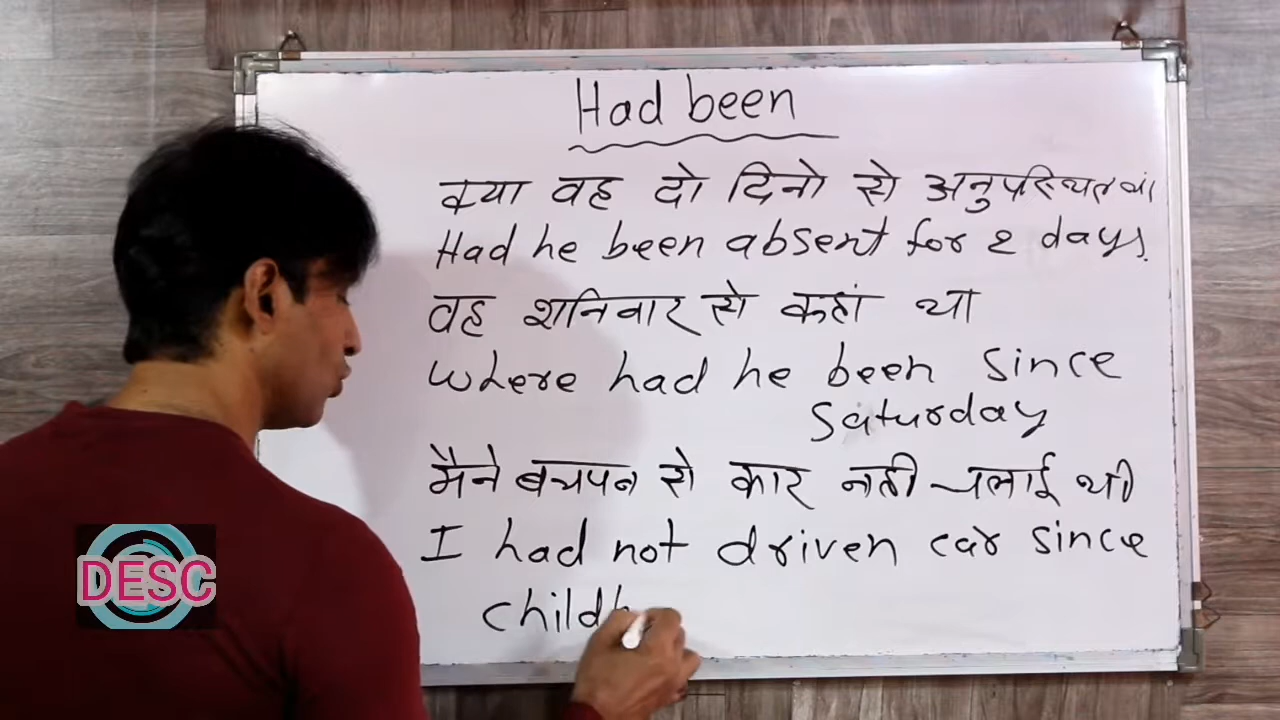 Had been
क्या वह दो दिनो से अनुपस्थित था।
Had he been absent for 2 days.
वह शनिवार से कहां था
Where had he been since
Saturday
मैने बचपन से कार नही चलाई थी
I had not driven car since
childh
DESC